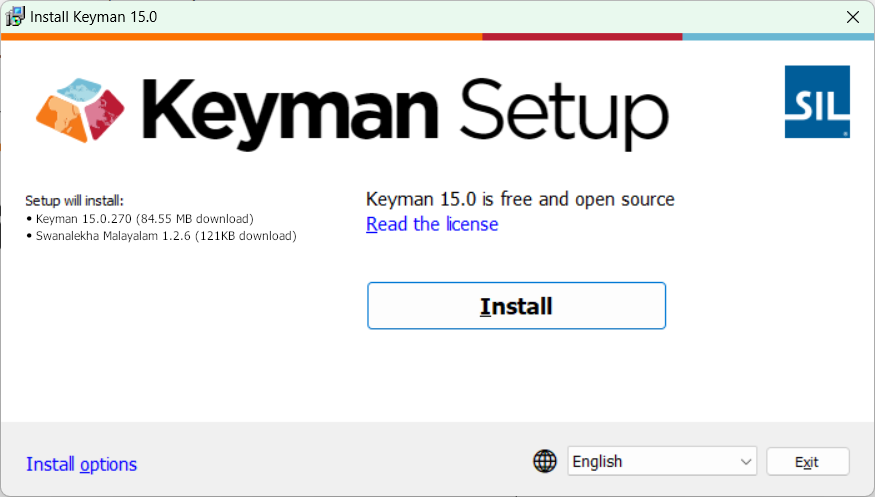 Install Keyman 15.0
Keyman Setup
SIL
Setup will install:
• Keyman 15.0.270 (84.55 MB download)
• Swanalekha Malayalam 1.2.6 (121KB download)
Keyman 15.0 is free and open source
Read the license
Install
Install options
English
Exit